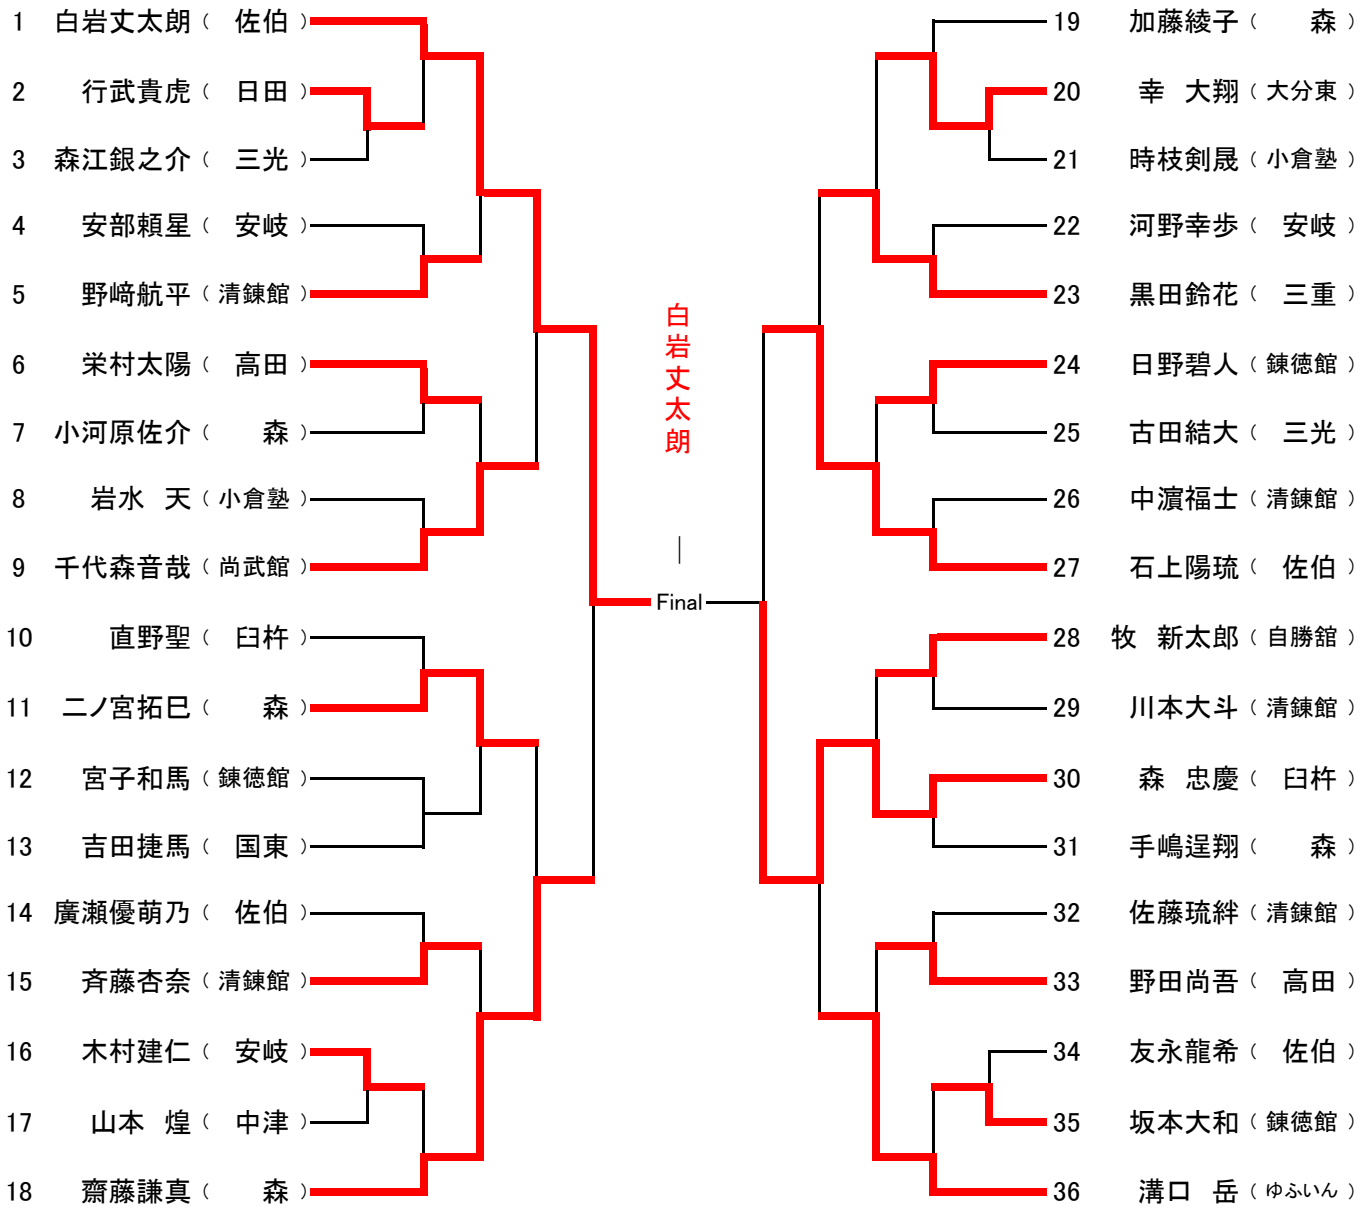 1 白岩丈太朗 （ 佐伯 ）
2 行武貴虎 （ 日田 ）
3 森江銀之介 （ 三光 ）
4 安部頼星 （ 安岐 ）
5 野﨑航平 （ 清錬館 ）
6 栄村太陽 （ 高田 ）
7 小河原佐介 （ 森 ）
8 岩水 天 （ 小倉塾 ）
9 千代森音哉 （ 尚武館 ）
10 直野聖 （ 臼杵 ）
11 二ノ宮拓巳 （ 森 ）
12 宮子和馬 （ 錬徳館 ）
13 吉田捷馬 （ 国東 ）
14 廣瀬優萌乃 （ 佐伯 ）
15 斉藤杏奈 （ 清錬館 ）
16 木村建仁 （ 安岐 ）
17 山本 煌 （ 中津 ）
18 齋藤謙真 （ 森 ）
白岩丈太朗
｜
Final
19 加藤綾子 （ 森 ）
20 幸 大翔 （ 大分東 ）
21 時枝剣晟 （ 小倉塾 ）
22 河野幸歩 （ 安岐 ）
23 黒田鈴花 （ 三重 ）
24 日野碧人 （ 錬徳館 ）
25 古田結大 （ 三光 ）
26 中濵福士 （ 清錬館 ）
27 石上陽琉 （ 佐伯 ）
28 牧 新太郎 （ 自勝舘 ）
29 川本大斗 （ 清錬館 ）
30 森 忠慶 （ 臼杵 ）
31 手嶋逞翔 （ 森 ）
32 佐藤琉絆 （ 清錬館 ）
33 野田尚吾 （ 高田 ）
34 友永龍希 （ 佐伯 ）
35 坂本大和 （ 錬徳館 ）
36 溝口 岳 （ ゆふいん ）